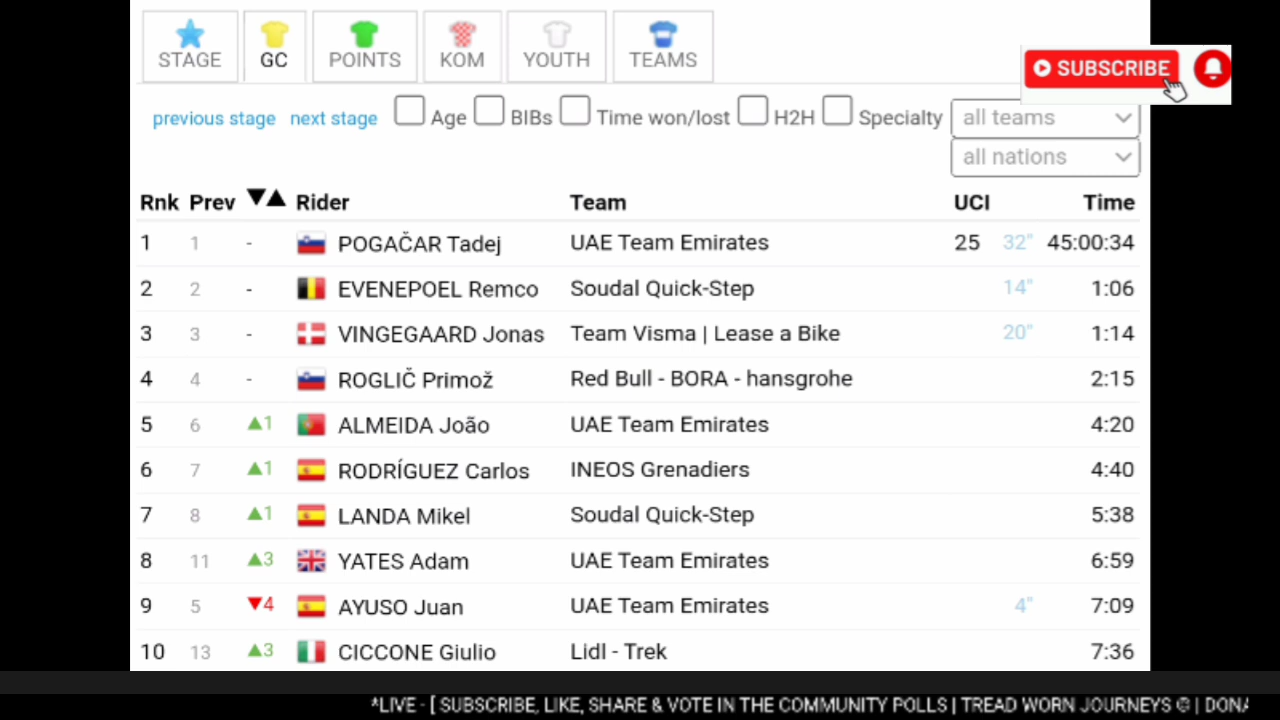 STAGE GC POINTS KOM YOUTH TEAMS
SUBSCRIBE
previous stage next stage Age BIBs Time won/lost H2H Specialty all teams
all nations
Rnk Prev ▼▲ Rider Team UCI Time
1 1 - POGAČAR Tadej UAE Team Emirates 25 32" 45:00:34
2 2 - EVENEPOEL Remco Soudal Quick-Step 14" 1:06
3 3 - VINGEGAARD Jonas Team Visma | Lease a Bike 20" 1:14
4 4 - ROGLIČ Primož Red Bull - BORA - hansgrohe 2:15
5 6 ▲1 ALMEIDA João UAE Team Emirates 4:20
6 7 ▲1 RODRÍGUEZ Carlos INEOS Grenadiers 4:40
7 8 ▲1 LANDA Mikel Soudal Quick-Step 5:38
8 11 ▲3 YATES Adam UAE Team Emirates 6:59
9 5 ▼4 AYUSO Juan UAE Team Emirates 4" 7:09
10 13 ▲3 CICCONE Giulio Lidl - Trek 7:36
*LIVE - [ SUBSCRIBE, LIKE, SHARE & VOTE IN THE COMMUNITY POLLS | TREAD WORN JOURNEYS © | DONA